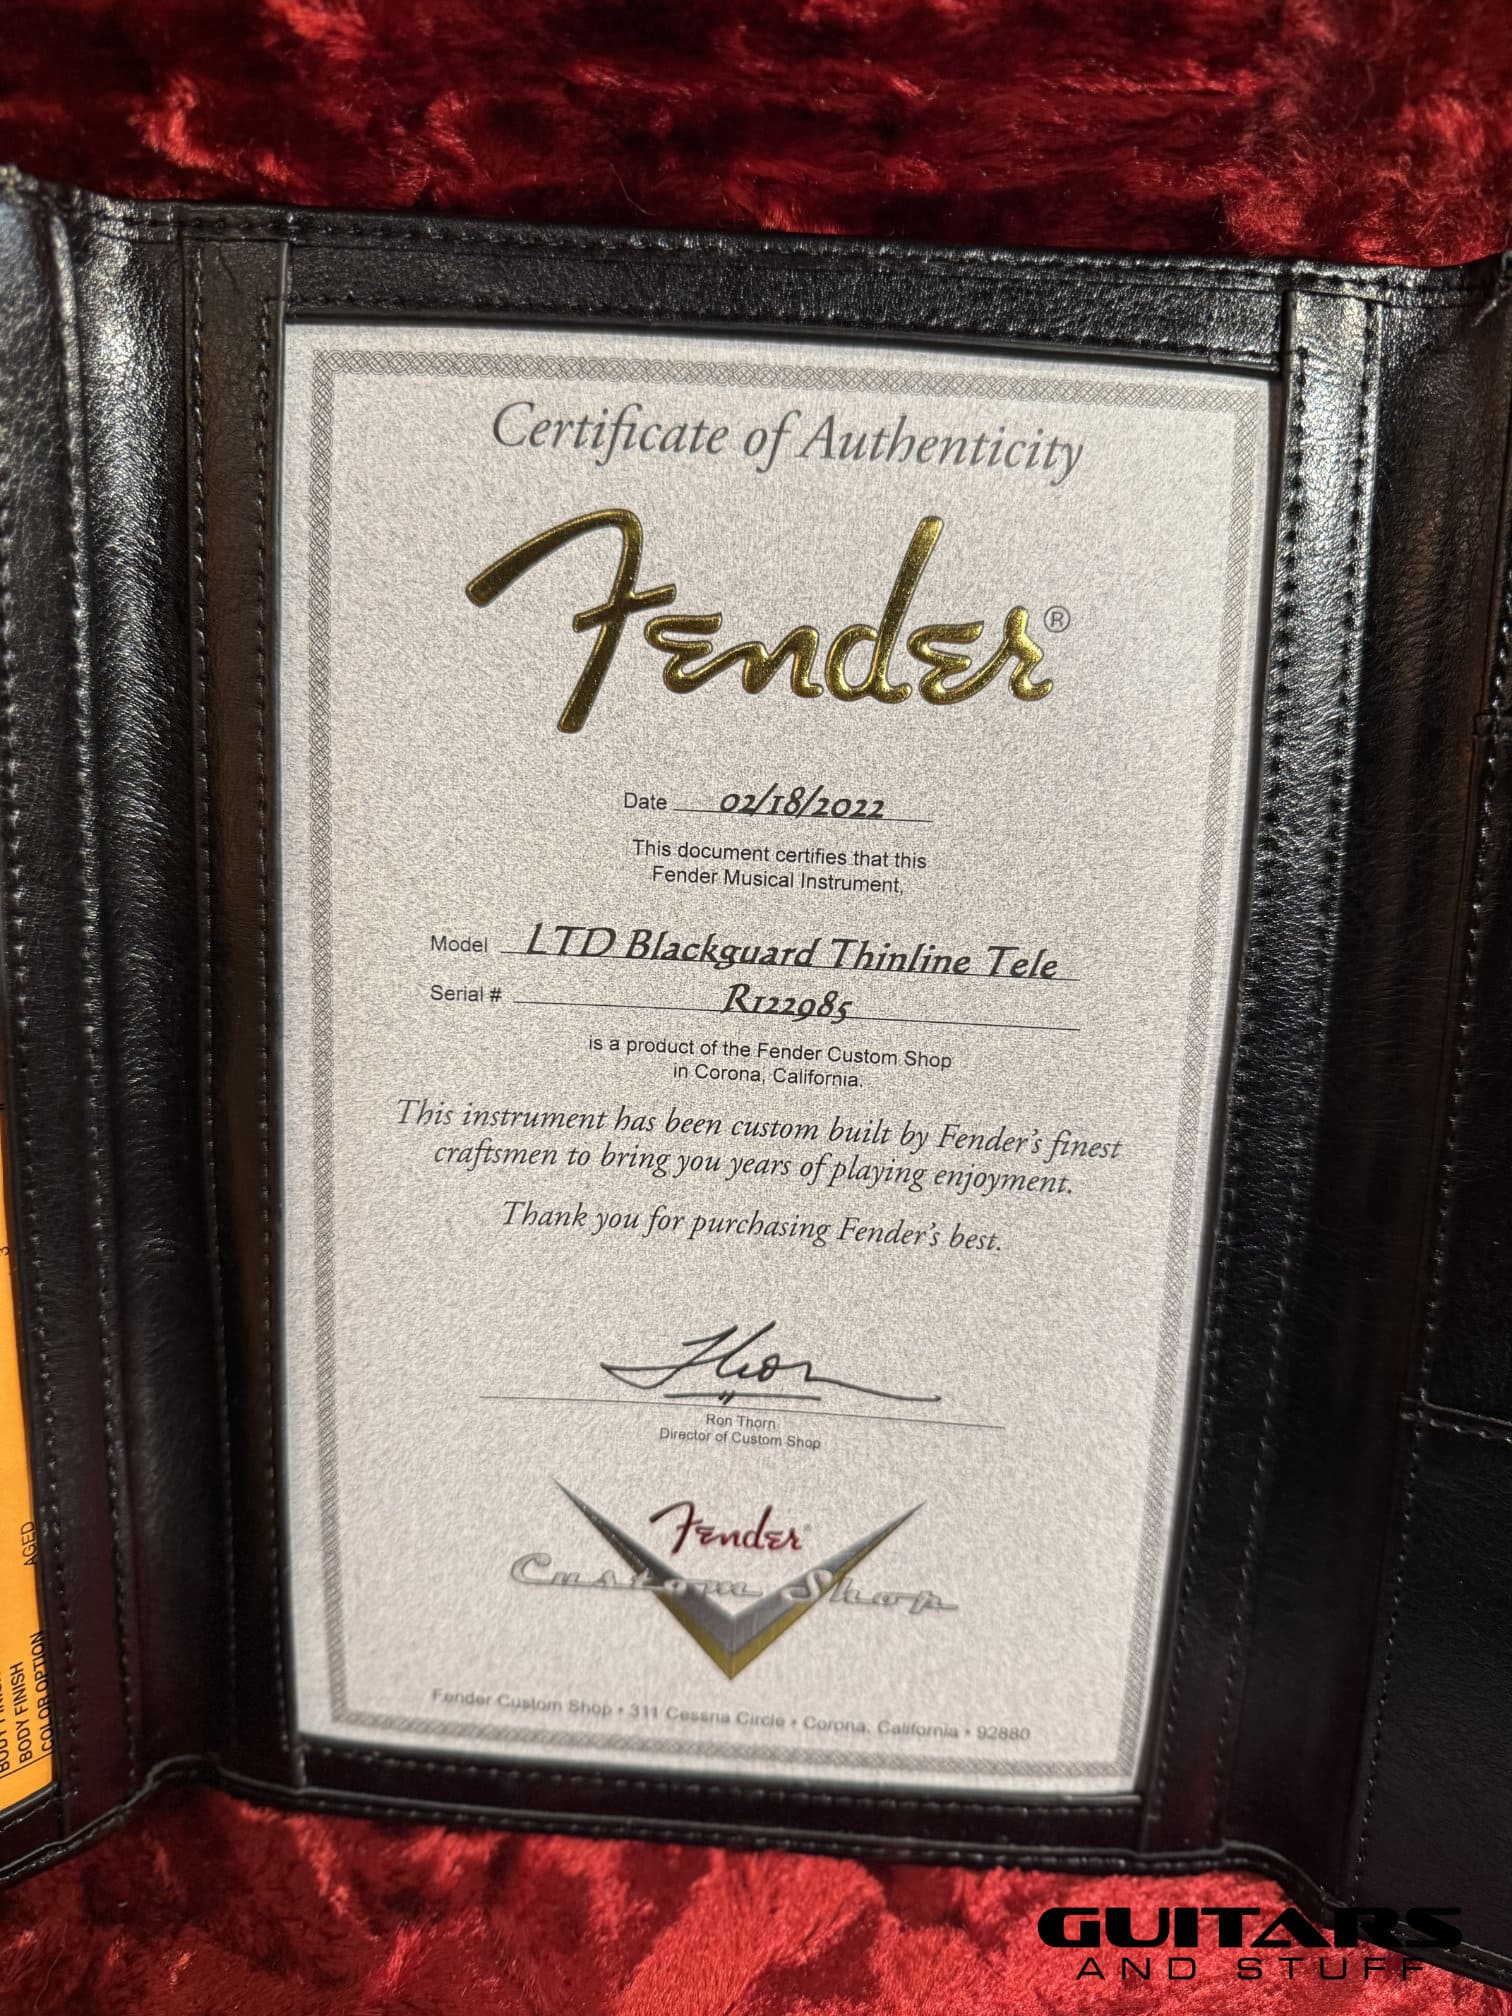 Certificate of Authenticity
Fender®
Date 02/18/2022
This document certifies that this
Fender Musical Instrument,
Model LTD Blackguard Thinline Tele
Serial # R122985
is a product of the Fender Custom Shop
in Corona, California.
This instrument has been custom built by Fender's finest
craftsmen to bring you years of playing enjoyment.
Thank you for purchasing Fender's best.
Thorn
Ron Thorn
Director of Custom Shop
Fender
Custom Shop
Fender Custom Shop • 311 Cessna Circle • Corona, California • 92880
BODY FINISH
COLOR OPTION
AGED
GUITARS
AND STUFF